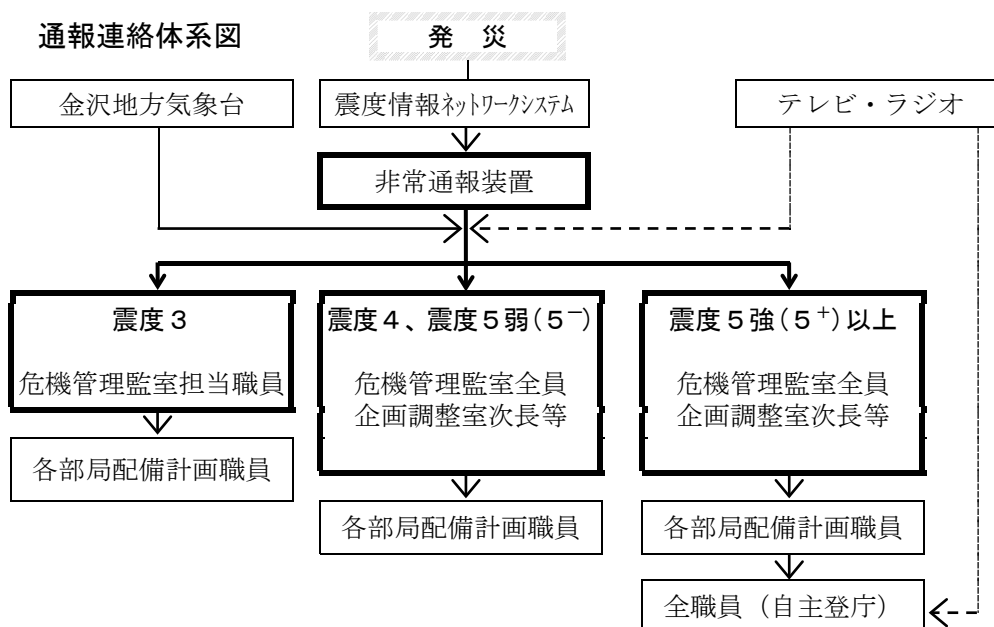 通報連絡体系図
発　災
金沢地方気象台
震度情報ﾈｯﾄﾜｰｸｼｽﾃﾑ
テレビ・ラジオ
非常通報装置
震度３
危機管理監室担当職員
各部局配備計画職員
震度４、震度５弱(５⁻)
危機管理監室全員
企画調整室次長等
各部局配備計画職員
震度５強(５⁺)以上
危機管理監室全員
企画調整室次長等
各部局配備計画職員
全職員（自主登庁）